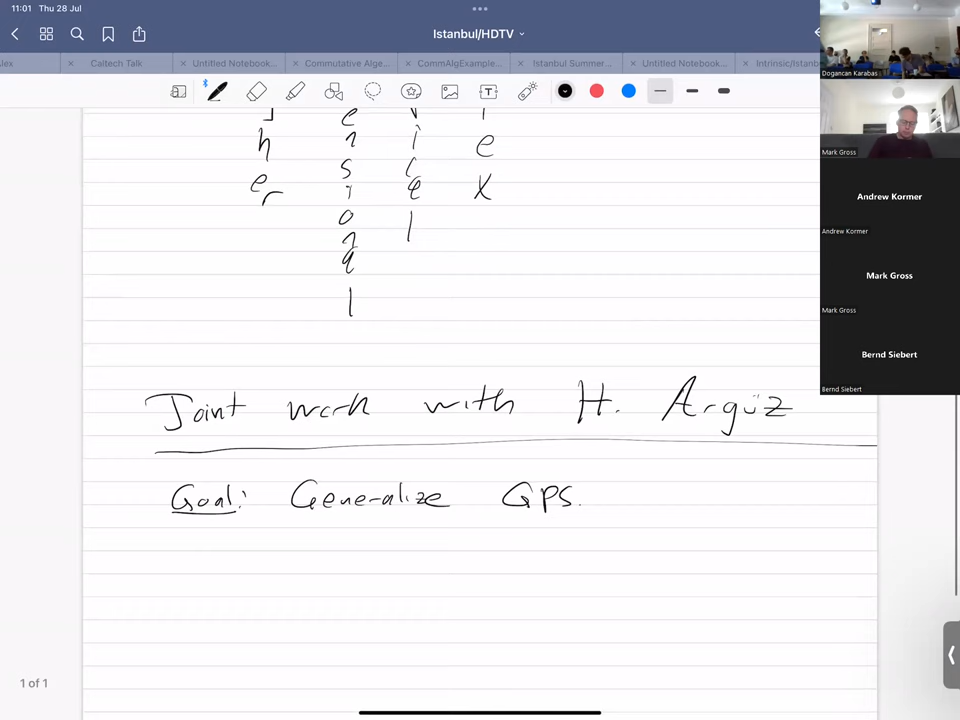 11:01 Thu 28 Jul
Istanbul/HDTV
Caltech Talk
Untitled Notebook...
Commutative Alge...
CommAlgExample...
Istanbul Summer...
Untitled Notebook...
Intrinsic/Istanb
h
e
r
e
n
s
i
o
n
a
l
i
e
l
e
x
Joint work with H. Argüz
Goal: Generalize GPS.
1 of 1
Dogancan Karabas
Mark Gross
Andrew Kormer
Andrew Kormer
Mark Gross
Mark Gross
Bernd Siebert
Bernd Siebert